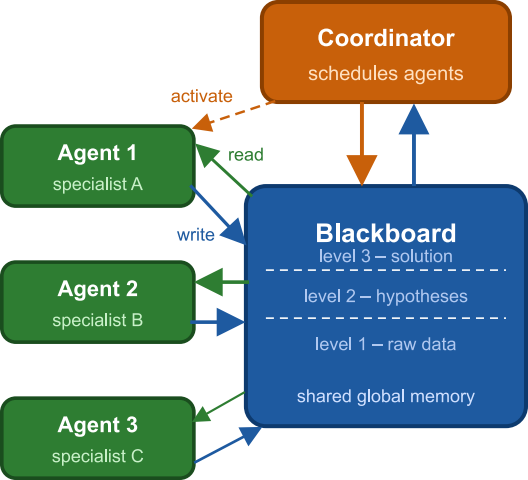 Coordinator
schedules agents
activate
Agent 1
specialist A
read
write
Blackboard
level 3 – solution
level 2 – hypotheses
level 1 – raw data
shared global memory
Agent 2
specialist B
Agent 3
specialist C